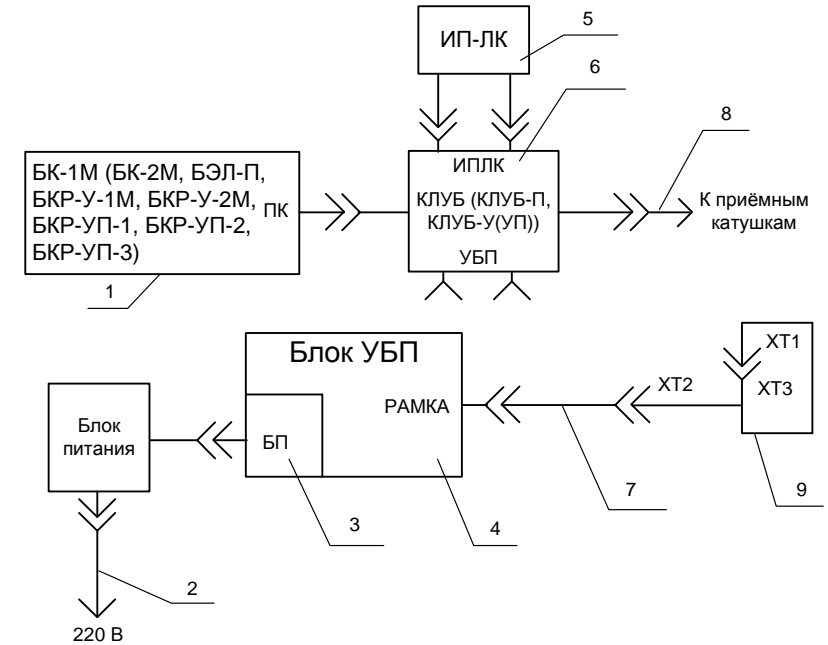 ИП-ЛК
5
6
8
БК-1М (БК-2М, БЭЛ-П,
БКР-У-1М, БКР-У-2М,
БКР-УП-1, БКР-УП-2,
БКР-УП-3)
ПК
ИПЛК
КЛУБ (КЛУБ-П,
КЛУБ-У(УП))
УБП
К приёмным
катушкам
1
Блок УБП
РАМКА
БП
Блок
питания
ХТ1
ХТ2
ХТ3
3
4
7
9
2
220 В